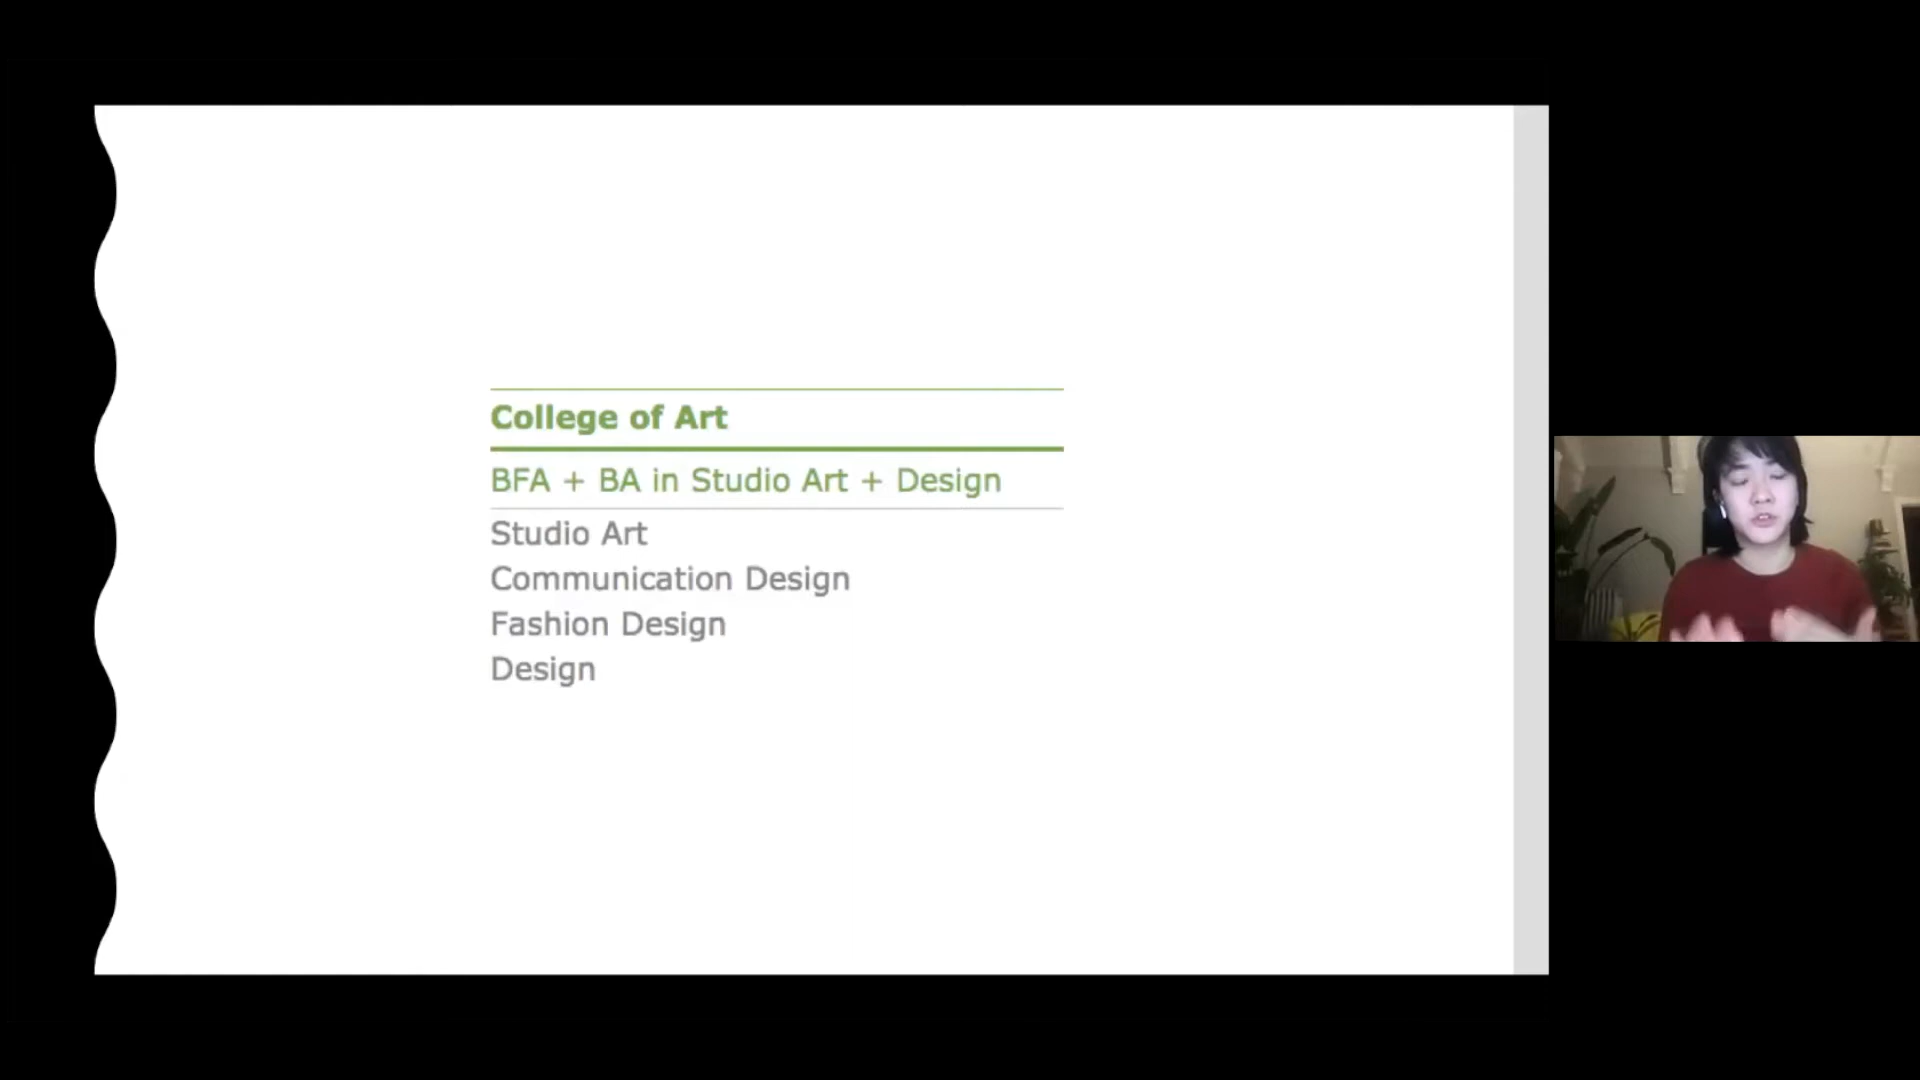 College of Art
BFA + BA in Studio Art + Design
Studio Art
Communication Design
Fashion Design
Design